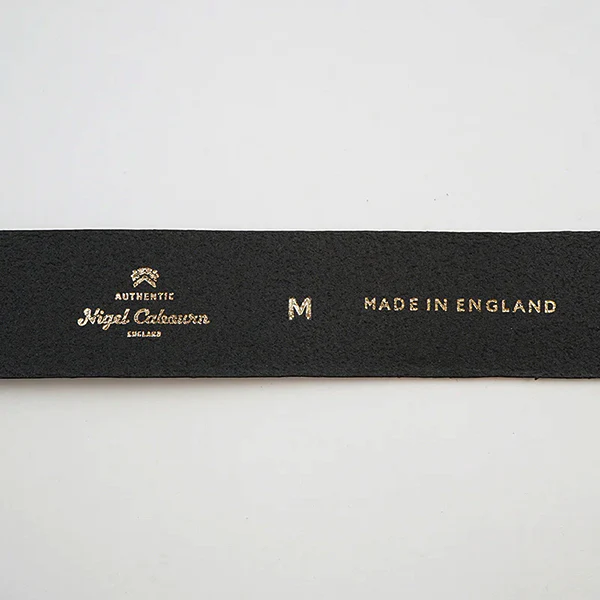 AUTHENTIC
Nigel Cabourn
ENGLAND
M
MADE IN ENGLAND